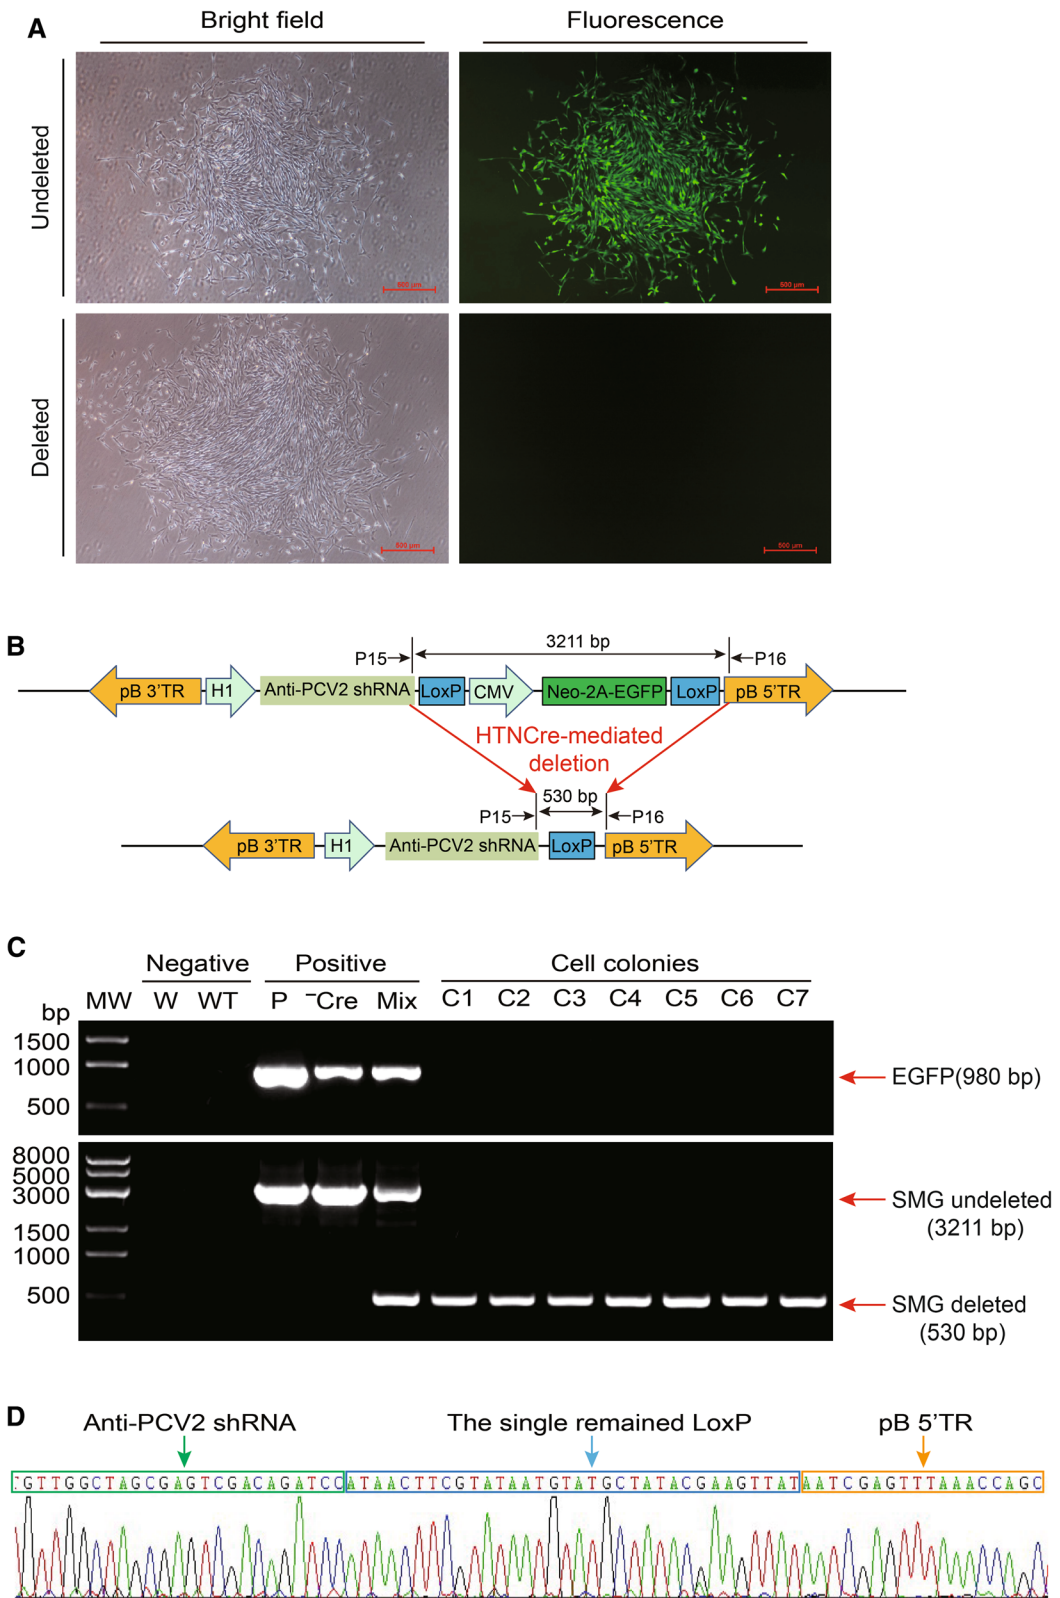 A
Bright field
Fluorescence
Undeleted
500 µm
500 µm
Deleted
500 µm
500 µm
B
3211 bp
P15
P16
pB 3'TR
H1
Anti-PCV2 shRNA
LoxP
CMV
Neo-2A-EGFP
LoxP
pB 5'TR
HTNCre-mediated
deletion
530 bp
P15
P16
pB 3'TR
H1
Anti-PCV2 shRNA
LoxP
pB 5'TR
C
Negative
Positive
Cell colonies
bp
MW
W
WT
P
-Cre
Mix
C1
C2
C3
C4
C5
C6
C7
1500
1000
500
EGFP(980 bp)
8000
5000
3000
1500
1000
500
SMG undeleted
(3211 bp)
SMG deleted
(530 bp)
D
Anti-PCV2 shRNA
The single remained LoxP
pB 5'TR
GTTGGCTAGCGAGTCGACAGATCC
ATAACTTCGTATAATGTATGCTATACGAAGTTAT
AATCGAGTTTAAACCAGC